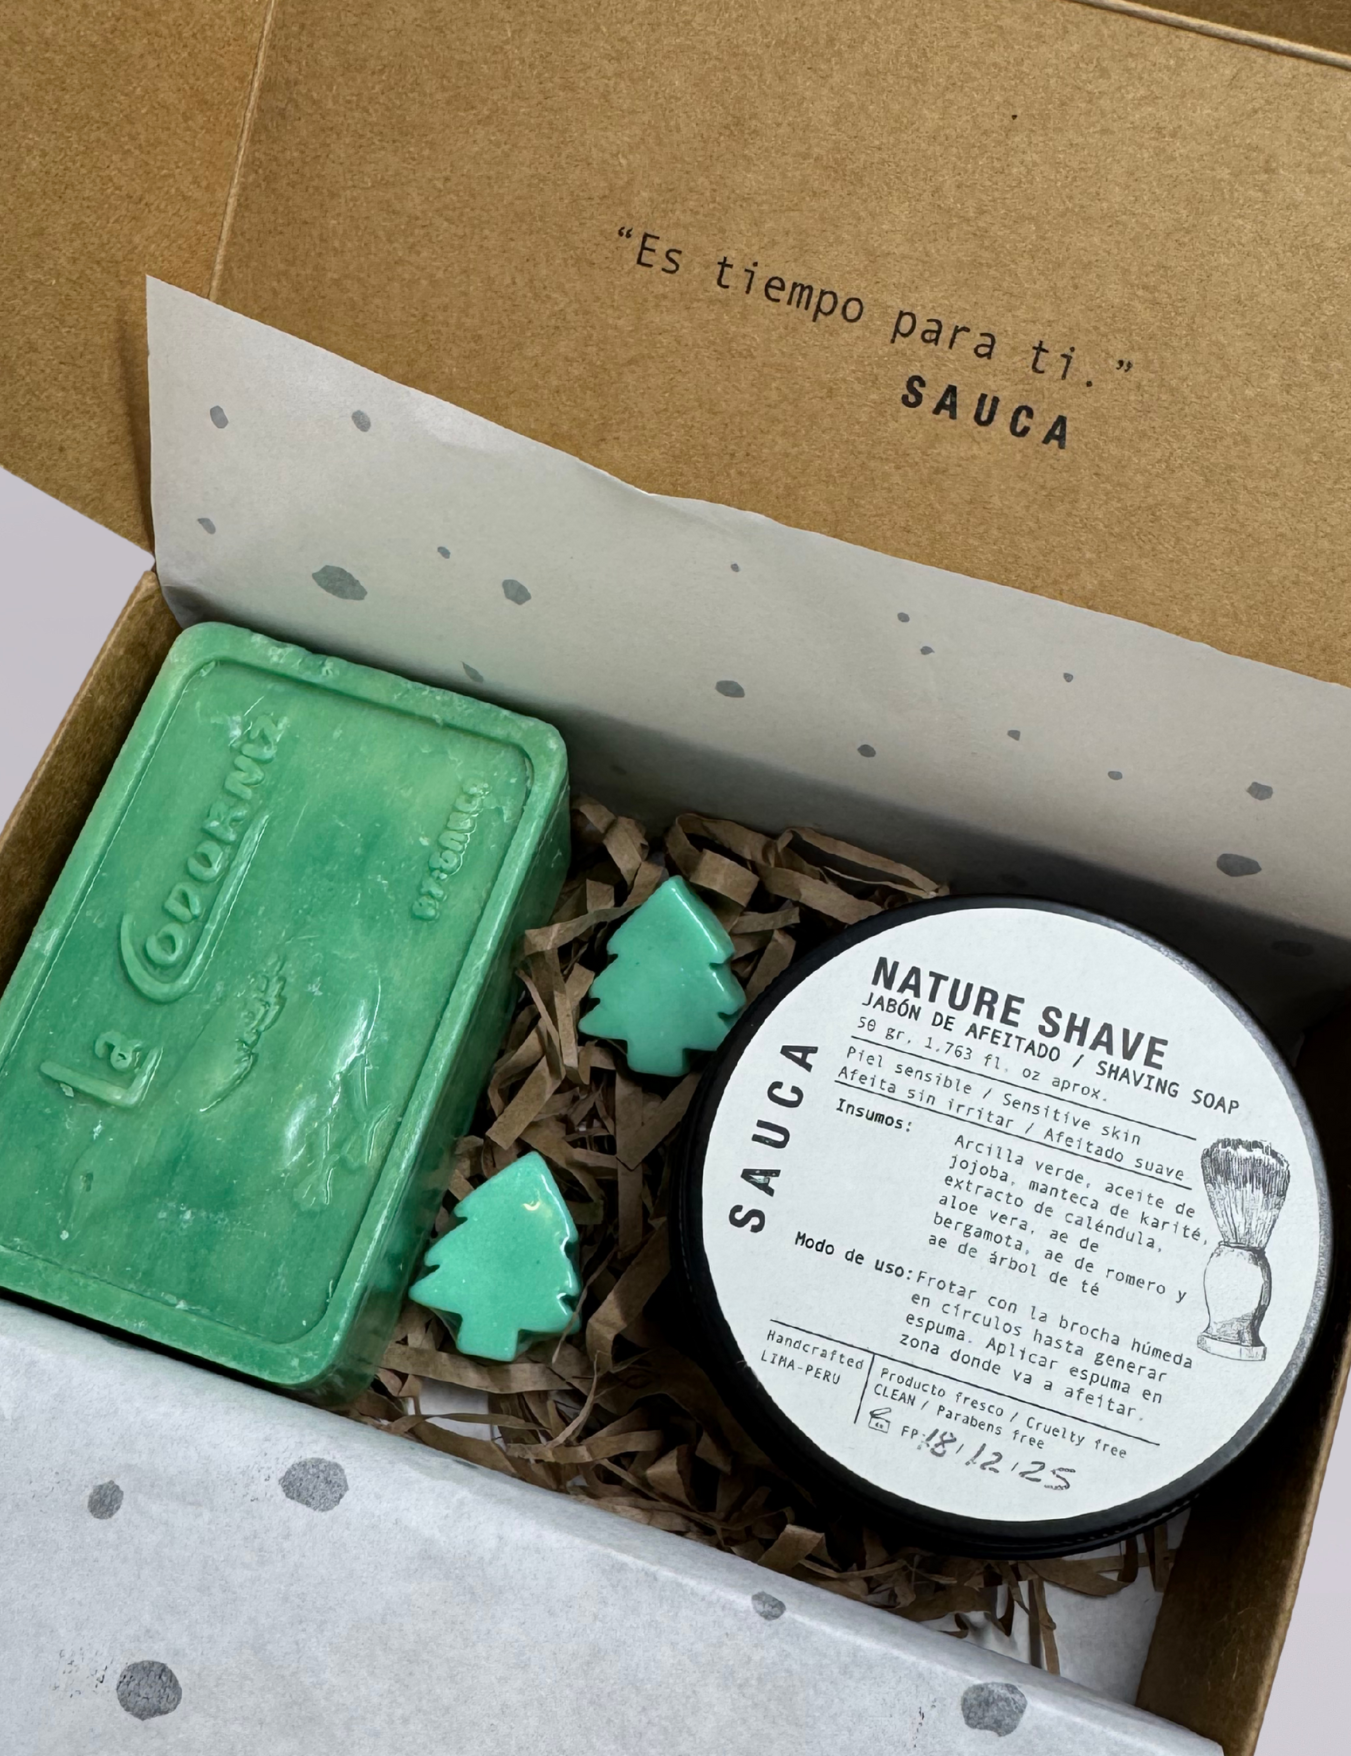 “Es tiempo para ti.”
SAUCA
La CODORNIZ
BY:SAUCA
SAUCA
NATURE SHAVE
JABÓN DE AFEITADO / SHAVING SOAP
50 gr, 1.763 fl. oz aprox.
Piel sensible / Sensitive skin
Afeita sin irritar / Afeitado suave
Insumos:
Arcilla verde, aceite de
jojoba, manteca de karité,
extracto de caléndula,
aloe vera, ae de
bergamota, ae de romero y
ae de árbol de té
Modo de uso: Frotar con la brocha húmeda
en círculos hasta generar
espuma. Aplicar espuma en
zona donde va a afeitar.
Handcrafted
LIMA-PERU
Producto fresco / Cruelty free
CLEAN / Parabens free
FP: 18/12/25